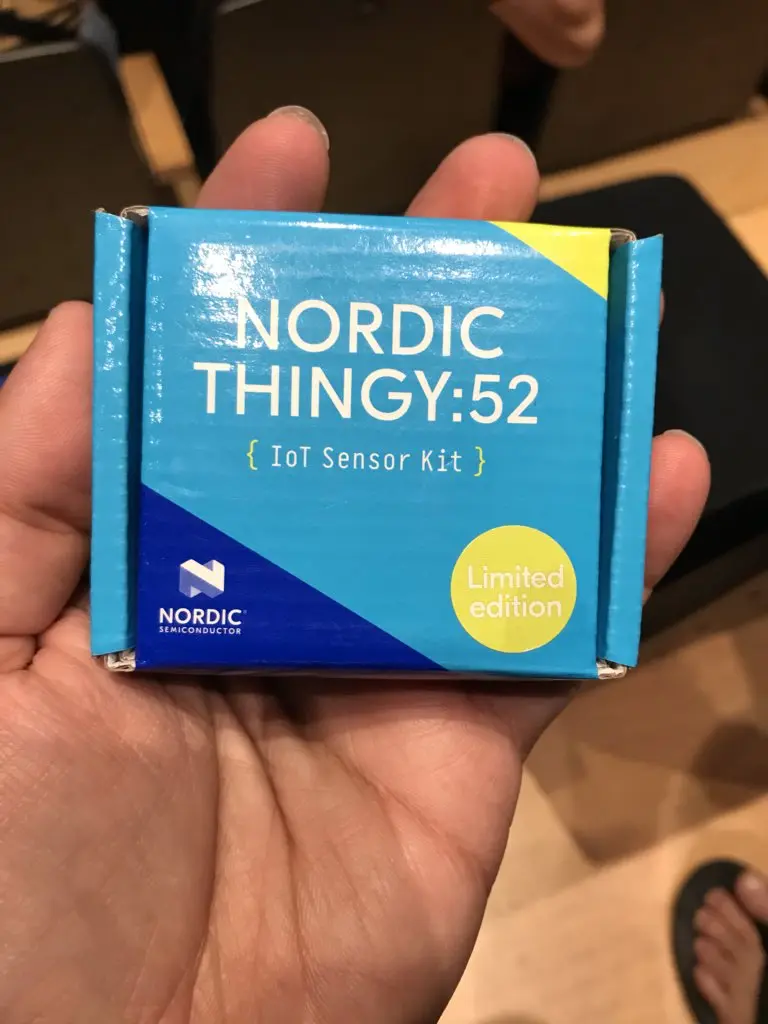 NORDIC
THINGY:52
{ IoT Sensor Kit }
Limited
edition
NORDIC
SEMICONDUCTOR